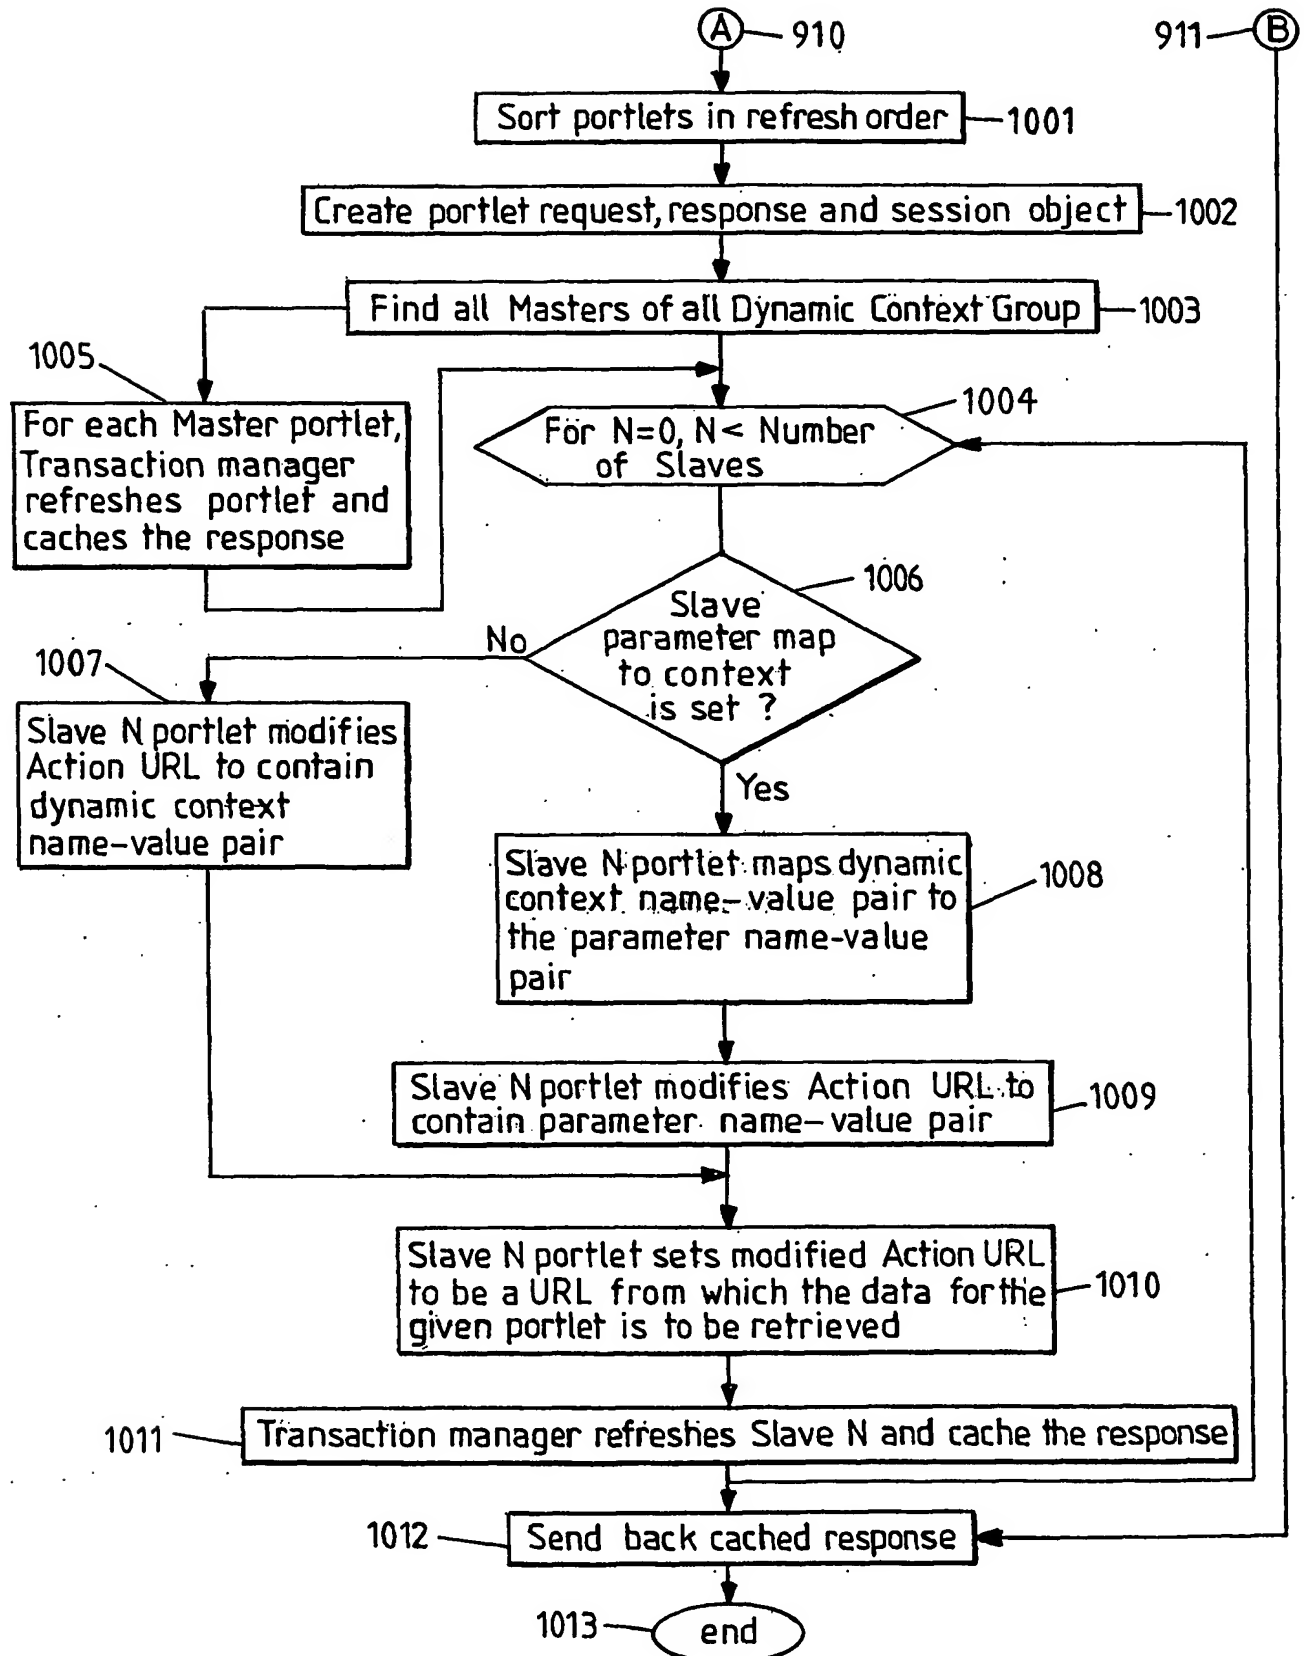 A
910
911
B
Sort portlets in refresh order
1001
Create portlet request, response and session object
1002
Find all Masters of all Dynamic Context Group
1003
1005
For each Master portlet,
Transaction manager
refreshes portlet and
caches the response
1004
For N=0, N< Number
of Slaves
1006
Slave
parameter map
to context
is set ?
No
1007
Slave N portlet modifies
Action URL to contain
dynamic context
name-value pair
Yes
Slave N portlet maps dynamic
context name-value pair to
the parameter name-value
pair
1008
Slave N portlet modifies Action URL to
contain parameter name-value pair
1009
Slave N portlet sets modified Action URL
to be a URL from which the data for the
given portlet is to be retrieved
1010
1011
Transaction manager refreshes Slave N and cache the response
1012
Send back cached response
1013
end